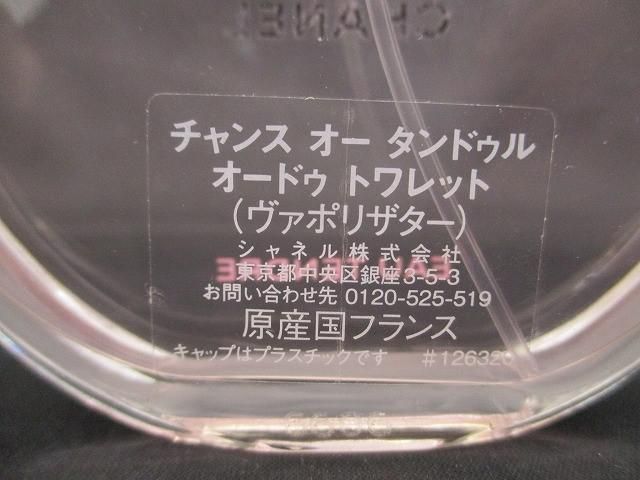 CHANEL
チャンス オー タンドゥル
オードゥ トワレット
(ヴァポリザター)
シャネル株式会社
EAU TENDRE
東京都中央区銀座3-5-3
お問い合わせ先 0120-525-519
原産国フランス
キャップはプラスチックです #126320